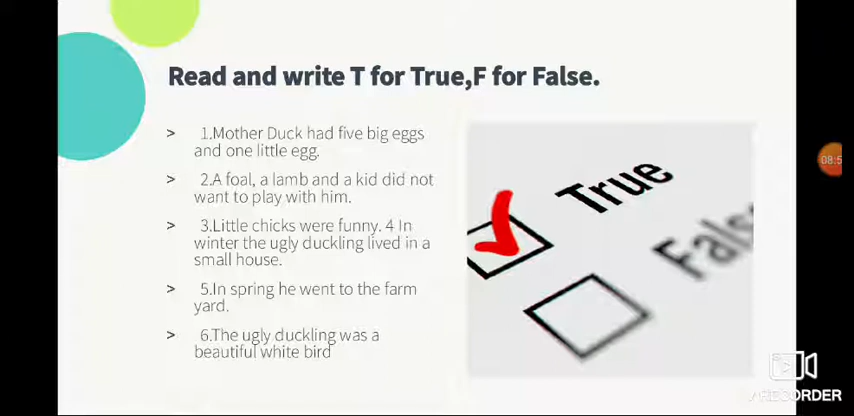 Read and write T for True,F for False.
> 1.Mother Duck had five big eggs
and one little egg.
> 2.A foal, a lamb and a kid did not
want to play with him.
> 3.Little chicks were funny. 4 In
winter the ugly duckling lived in a
small house.
> 5.In spring he went to the farm
yard.
> 6.The ugly duckling was a
beautiful white bird
True
False
08:5